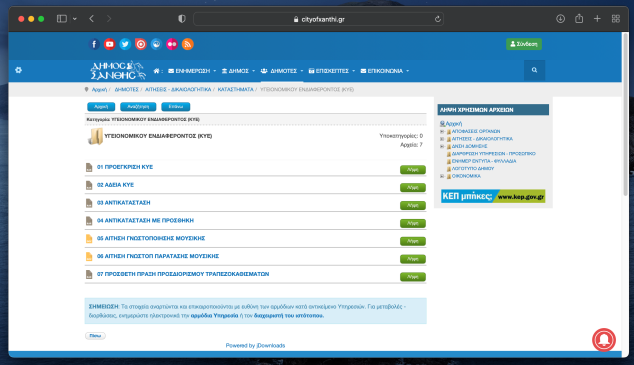 cityofxanthi.gr
Σύνδεση
ΔΗΜΟΣ
ΞΑΝΘΗΣ
ΕΝΗΜΕΡΩΣΗ ΔΗΜΟΣ ΔΗΜΟΤΕΣ ΕΠΙΣΚΕΠΤΕΣ ΕΠΙΚΟΙΝΩΝΙΑ
Αρχική / ΔΗΜΟΤΕΣ / ΑΙΤΗΣΕΙΣ - ΔΙΚΑΙΟΛΟΓΗΤΙΚΑ / ΚΑΤΑΣΤΗΜΑΤΑ / ΥΓΕΙΟΝΟΜΙΚΟΥ ΕΝΔΙΑΦΕΡΟΝΤΟΣ (ΚΥΕ)
Αρχική Αναζήτηση Επάνω
Κατηγορία: ΥΓΕΙΟΝΟΜΙΚΟΥ ΕΝΔΙΑΦΕΡΟΝΤΟΣ (ΚΥΕ)
ΥΓΕΙΟΝΟΜΙΚΟΥ ΕΝΔΙΑΦΕΡΟΝΤΟΣ (ΚΥΕ)
Υποκατηγορίες: 0
Αρχεία: 7
01 ΠΡΟΕΓΚΡΙΣΗ ΚΥΕ Λήψη
02 ΑΔΕΙΑ ΚΥΕ Λήψη
03 ΑΝΤΙΚΑΤΑΣΤΑΣΗ Λήψη
04 ΑΝΤΙΚΑΤΑΣΤΑΣΗ ΜΕ ΠΡΟΣΘΗΚΗ Λήψη
05 ΑΙΤΗΣΗ ΓΝΩΣΤΟΠΟΙΗΣΗΣ ΜΟΥΣΙΚΗΣ Λήψη
06 ΑΙΤΗΣΗ ΓΝΩΣΤΟΠ ΠΑΡΑΤΑΣΗΣ ΜΟΥΣΙΚΗΣ Λήψη
07 ΠΡΟΣΘΕΤΗ ΠΡΑΞΗ ΠΡΟΣΔΙΟΡΙΣΜΟΥ ΤΡΑΠΕΖΟΚΑΘΙΣΜΑΤΩΝ Λήψη
ΣΗΜΕΙΩΣΗ: Τα στοιχεία αναρτώνται και επικαιροποιούνται με ευθύνη των αρμόδιων κατά αντικείμενο Υπηρεσιών. Για μεταβολές -
διορθώσεις, ενημερώστε ηλεκτρονικά την αρμόδια Υπηρεσία ή τον διαχειριστή του ιστότοπου.
Πίσω
Powered by jDownloads
ΛΗΨΗ ΧΡΗΣΙΜΩΝ ΑΡΧΕΙΩΝ
Αρχική
ΑΠΟΦΑΣΕΙΣ ΟΡΓΑΝΩΝ
ΑΙΤΗΣΕΙΣ - ΔΙΚΑΙΟΛΟΓΗΤΙΚΑ
ΔΝΣΗ ΔΟΜΗΣΗΣ
ΔΙΑΡΘΡΩΣΗ ΥΠΗΡΕΣΙΩΝ - ΠΡΟΣΩΠΙΚΟ
ΕΝΗΜΕΡ ΕΝΤΥΠΑ - ΦΥΛΛΑΔΙΑ
ΛΟΓΟΤΥΠΟ ΔΗΜΟΥ
ΟΙΚΟΝΟΜΙΚΑ
ΚΕΠ μπήκες; www.kep.gov.gr